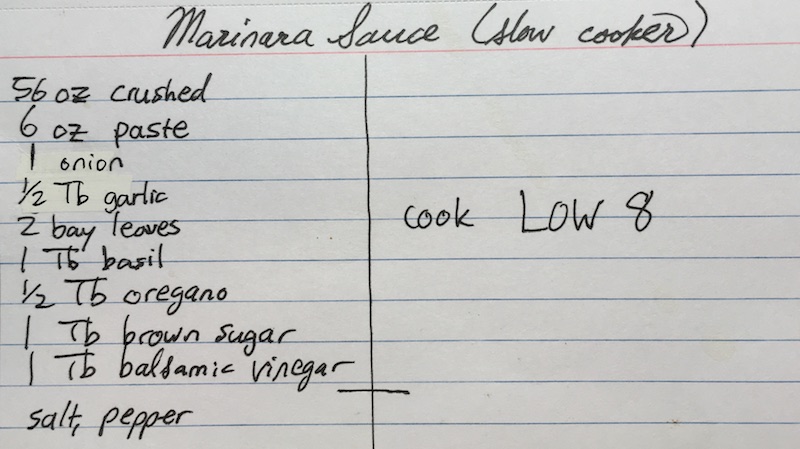 Marinara Sauce (slow cooker)
56 oz crushed
6 oz paste
1 onion
1/2 Tb garlic
2 bay leaves
1 Tb basil
1/2 Tb oregano
1 Tb brown sugar
1 Tb balsamic vinegar
salt, pepper
cook LOW 8